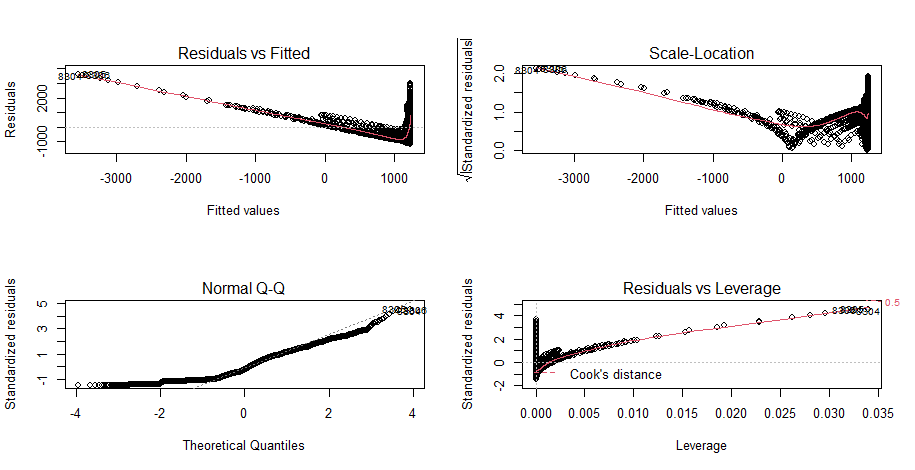 Residuals vs Fitted
Residuals
-1000 2000
-3000 -2000 -1000 0 1000
Fitted values
Scale-Location
√|Standardized residuals|
0.0 1.0 2.0
-3000 -2000 -1000 0 1000
Fitted values
Normal Q-Q
Standardized residuals
-1 1 3 5
-4 -2 0 2 4
Theoretical Quantiles
Residuals vs Leverage
Standardized residuals
-2 0 2 4
8304
0.5
Cook's distance
0.000 0.005 0.010 0.015 0.020 0.025 0.030 0.035
Leverage